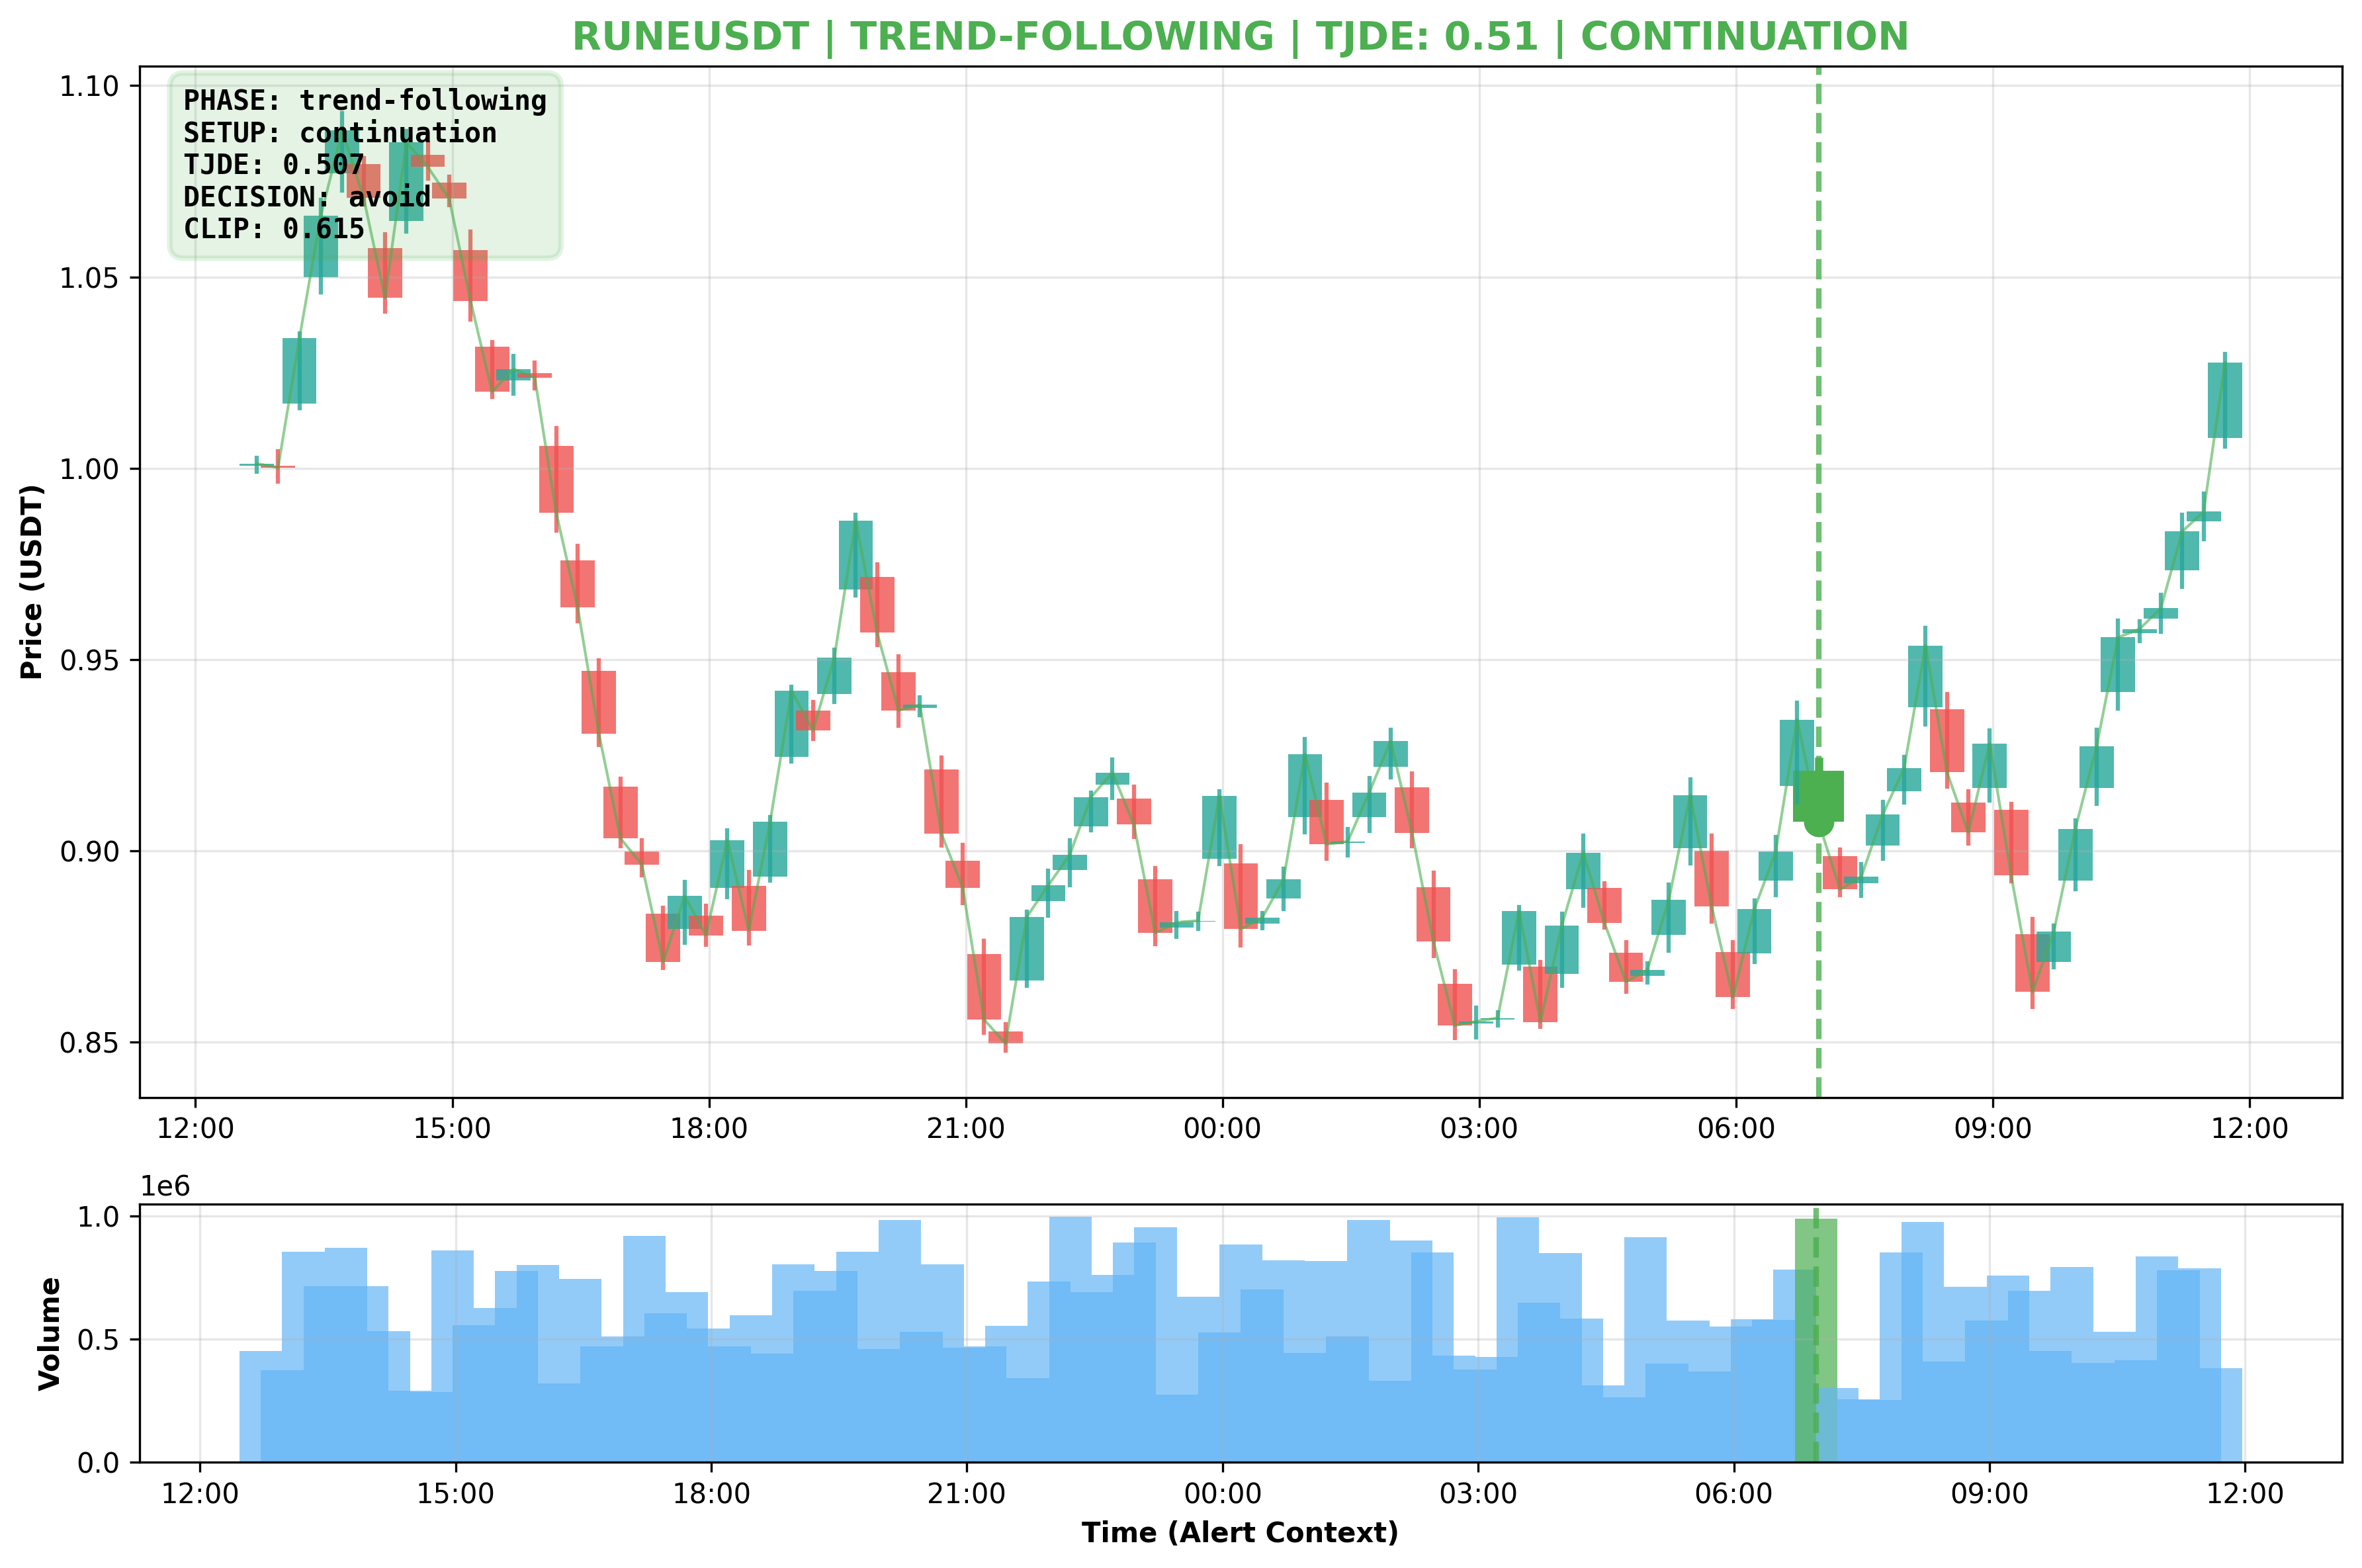 RUNEUSDT | TREND-FOLLOWING | TJDE: 0.51 | CONTINUATION
PHASE: trend-following
SETUP: continuation
TJDE: 0.507
DECISION: avoid
CLIP: 0.615
Price (USDT)
1.10
1.05
1.00
0.95
0.90
0.85
12:00 15:00 18:00 21:00 00:00 03:00 06:00 09:00 12:00
1e6
Volume
1.0
0.5
0.0
12:00 15:00 18:00 21:00 00:00 03:00 06:00 09:00 12:00
Time (Alert Context)